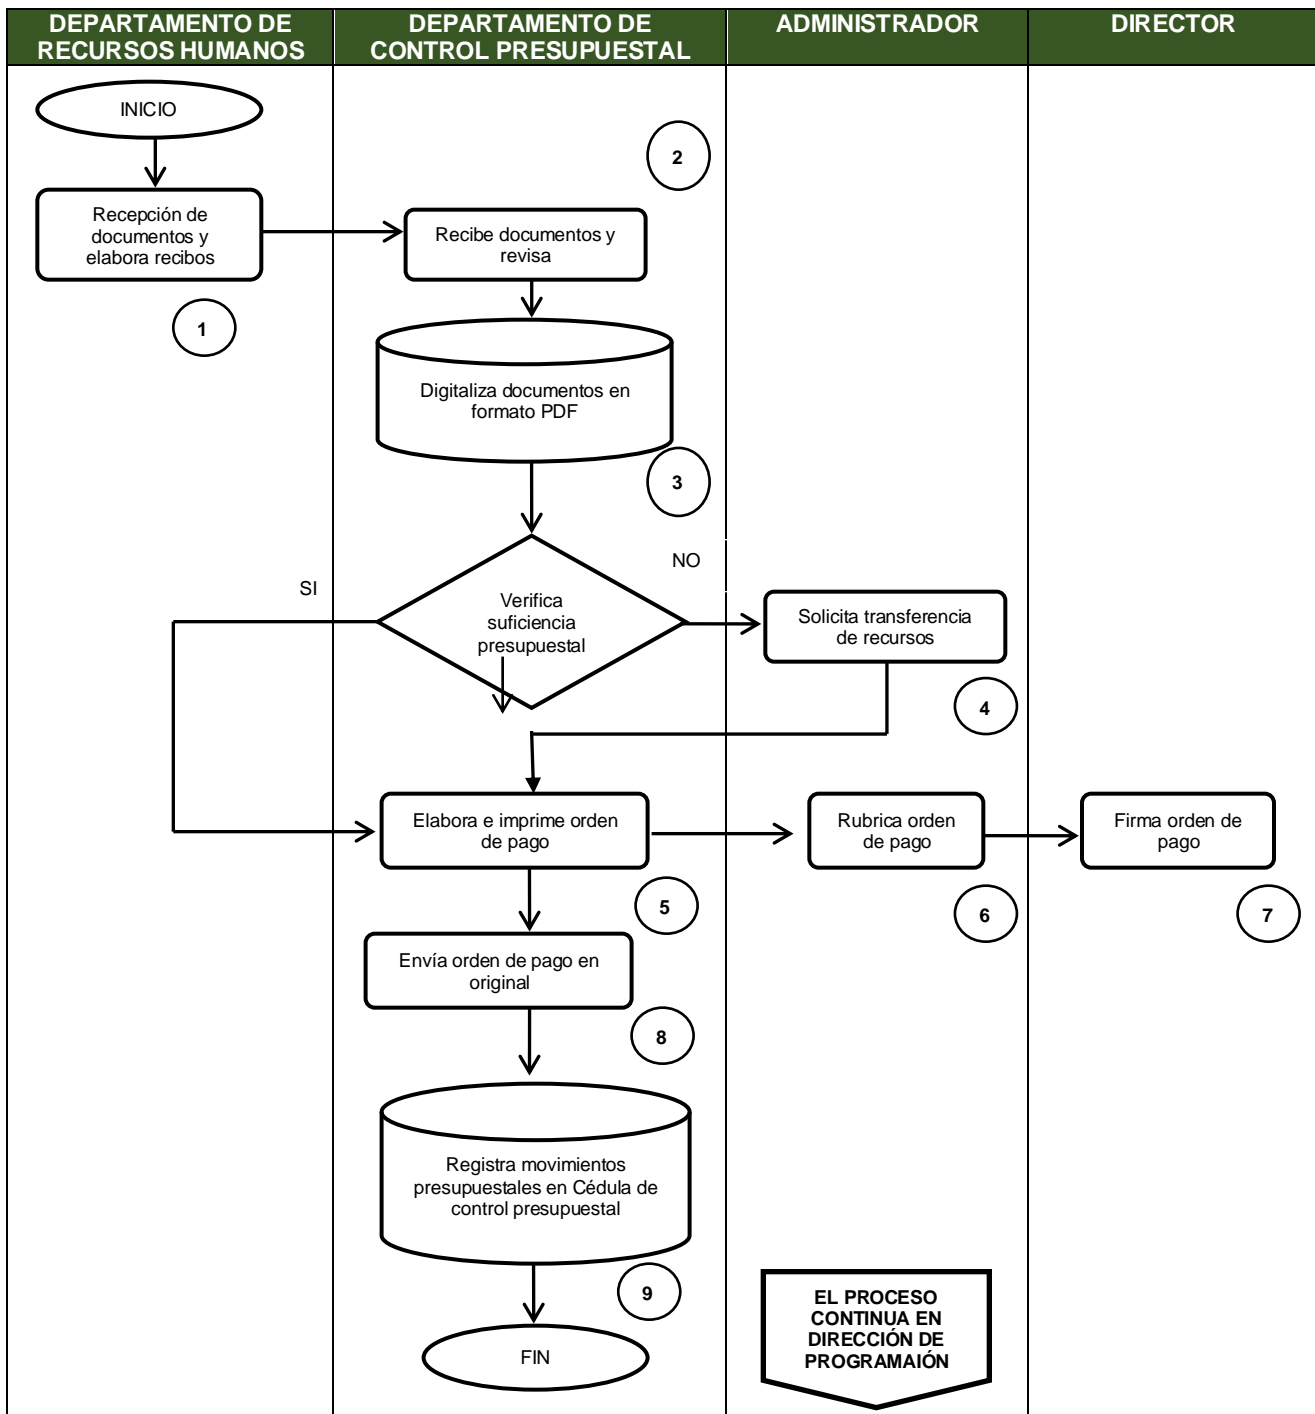 DEPARTAMENTO DE
RECURSOS HUMANOS
DEPARTAMENTO DE
CONTROL PRESUPUESTAL
ADMINISTRADOR
DIRECTOR
INICIO
2
Recepción de
documentos y
elabora recibos
Recibe documentos y
revisa
1
Digitaliza documentos en
formato PDF
3
NO
SI
Verifica
suficiencia
presupuestal
Solicita transferencia
de recursos
4
Elabora e imprime orden
de pago
Rubrica orden
de pago
Firma orden de
pago
5
6
7
Envía orden de pago en
original
8
Registra movimientos
presupuestales en Cédula de
control presupuestal
9
EL PROCESO
CONTINUA EN
DIRECCIÓN DE
PROGRAMAIÓN
FIN